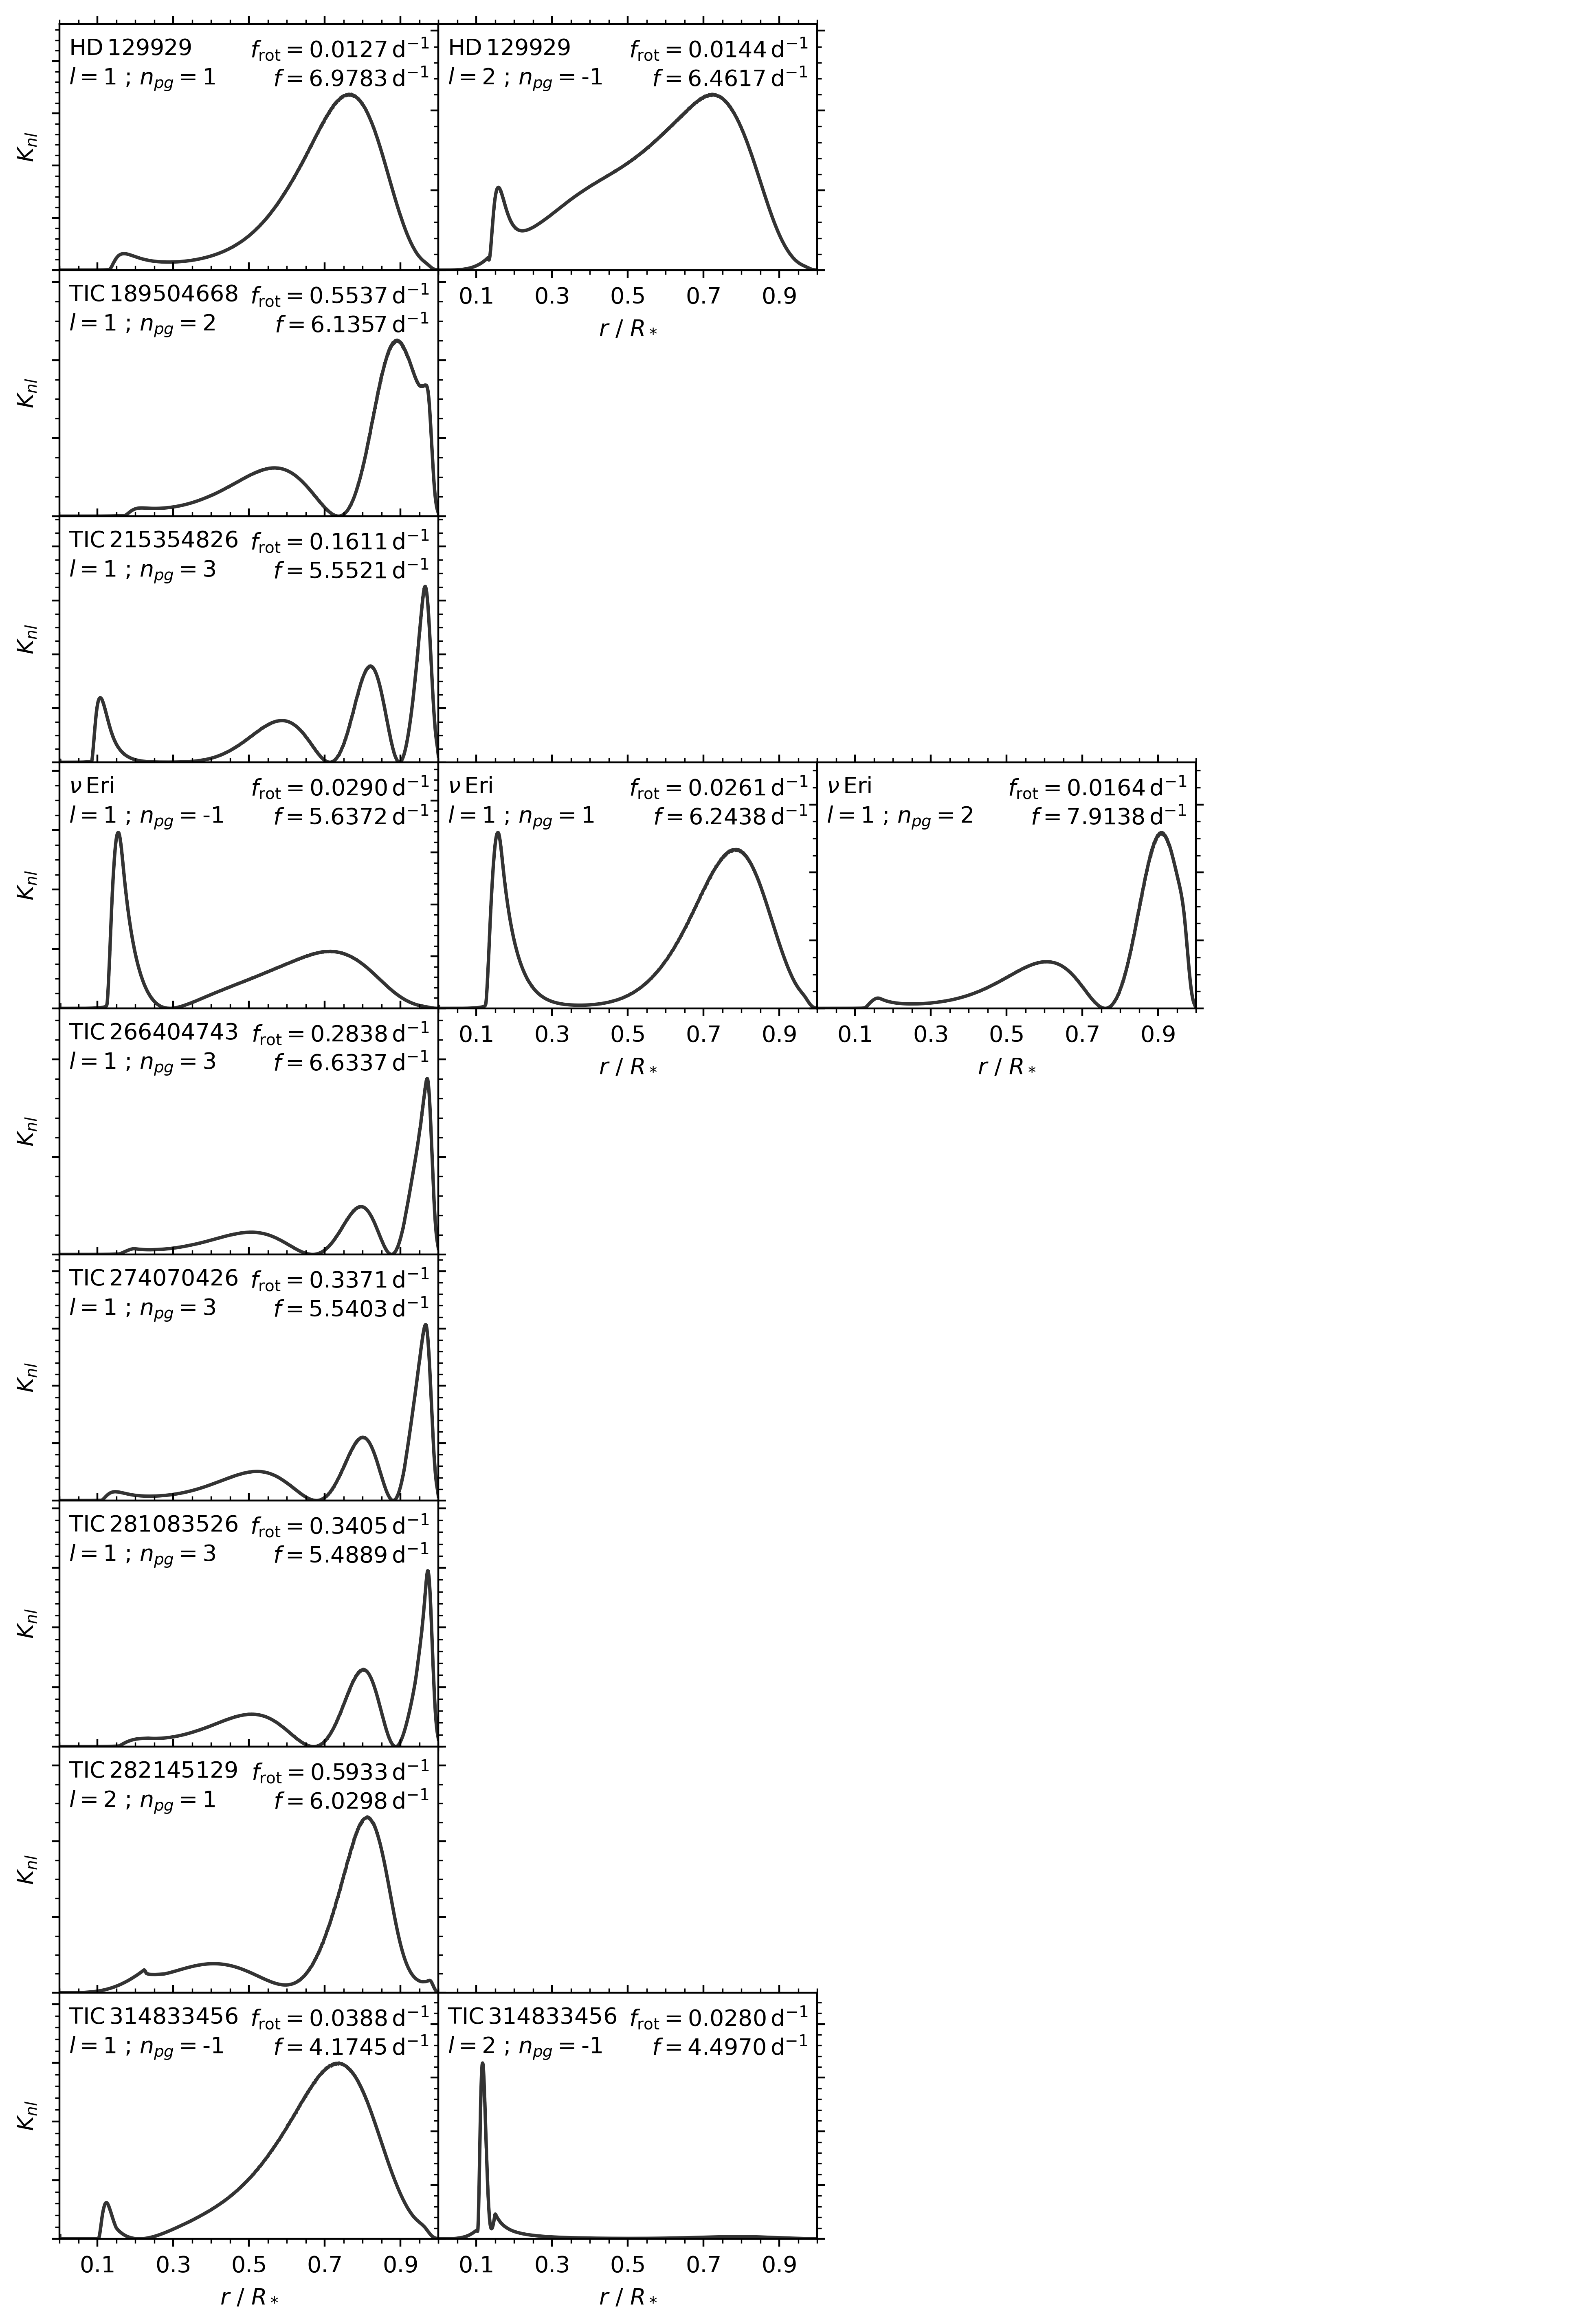 HD 129929 f_rot = 0.0127 d⁻¹
l = 1 ; n_pg = 1 f = 6.9783 d⁻¹
K_nl
HD 129929 f_rot = 0.0144 d⁻¹
l = 2 ; n_pg = -1 f = 6.4617 d⁻¹
0.1 0.3 0.5 0.7 0.9
r / R*
TIC 189504668 f_rot = 0.5537 d⁻¹
l = 1 ; n_pg = 2 f = 6.1357 d⁻¹
K_nl
TIC 215354826 f_rot = 0.1611 d⁻¹
l = 1 ; n_pg = 3 f = 5.5521 d⁻¹
K_nl
ν Eri f_rot = 0.0290 d⁻¹
l = 1 ; n_pg = -1 f = 5.6372 d⁻¹
K_nl
ν Eri f_rot = 0.0261 d⁻¹
l = 1 ; n_pg = 1 f = 6.2438 d⁻¹
0.1 0.3 0.5 0.7 0.9
r / R*
ν Eri f_rot = 0.0164 d⁻¹
l = 1 ; n_pg = 2 f = 7.9138 d⁻¹
0.1 0.3 0.5 0.7 0.9
r / R*
TIC 266404743 f_rot = 0.2838 d⁻¹
l = 1 ; n_pg = 3 f = 6.6337 d⁻¹
K_nl
TIC 274070426 f_rot = 0.3371 d⁻¹
l = 1 ; n_pg = 3 f = 5.5403 d⁻¹
K_nl
TIC 281083526 f_rot = 0.3405 d⁻¹
l = 1 ; n_pg = 3 f = 5.4889 d⁻¹
K_nl
TIC 282145129 f_rot = 0.5933 d⁻¹
l = 2 ; n_pg = 1 f = 6.0298 d⁻¹
K_nl
TIC 314833456 f_rot = 0.0388 d⁻¹
l = 1 ; n_pg = -1 f = 4.1745 d⁻¹
K_nl
0.1 0.3 0.5 0.7 0.9
r / R*
TIC 314833456 f_rot = 0.0280 d⁻¹
l = 2 ; n_pg = -1 f = 4.4970 d⁻¹
0.1 0.3 0.5 0.7 0.9
r / R*